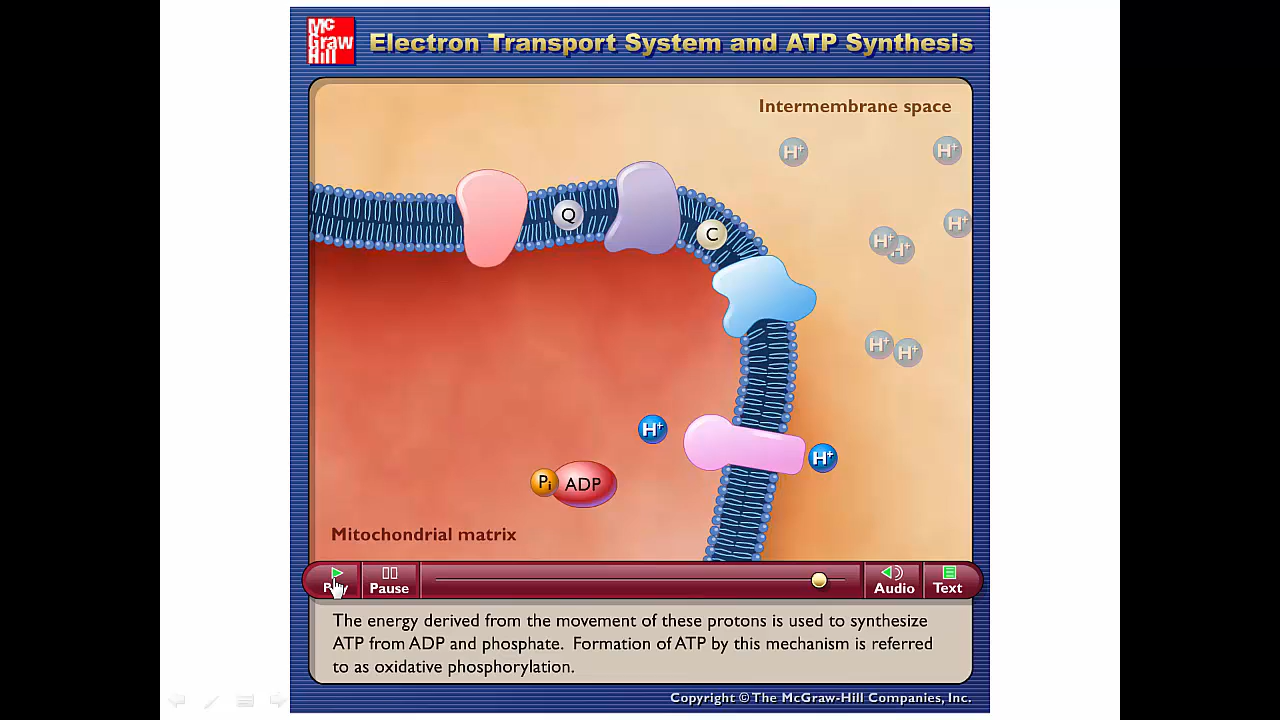 Mc
Graw
Hill
Electron Transport System and ATP Synthesis
Intermembrane space
H+
H+
H+
Q
C
H+
H+
H+
H+
H+
H+
Pi ADP
Mitochondrial matrix
Play
Pause
Audio
Text
The energy derived from the movement of these protons is used to synthesize
ATP from ADP and phosphate. Formation of ATP by this mechanism is referred
to as oxidative phosphorylation.
Copyright © The McGraw-Hill Companies, Inc.